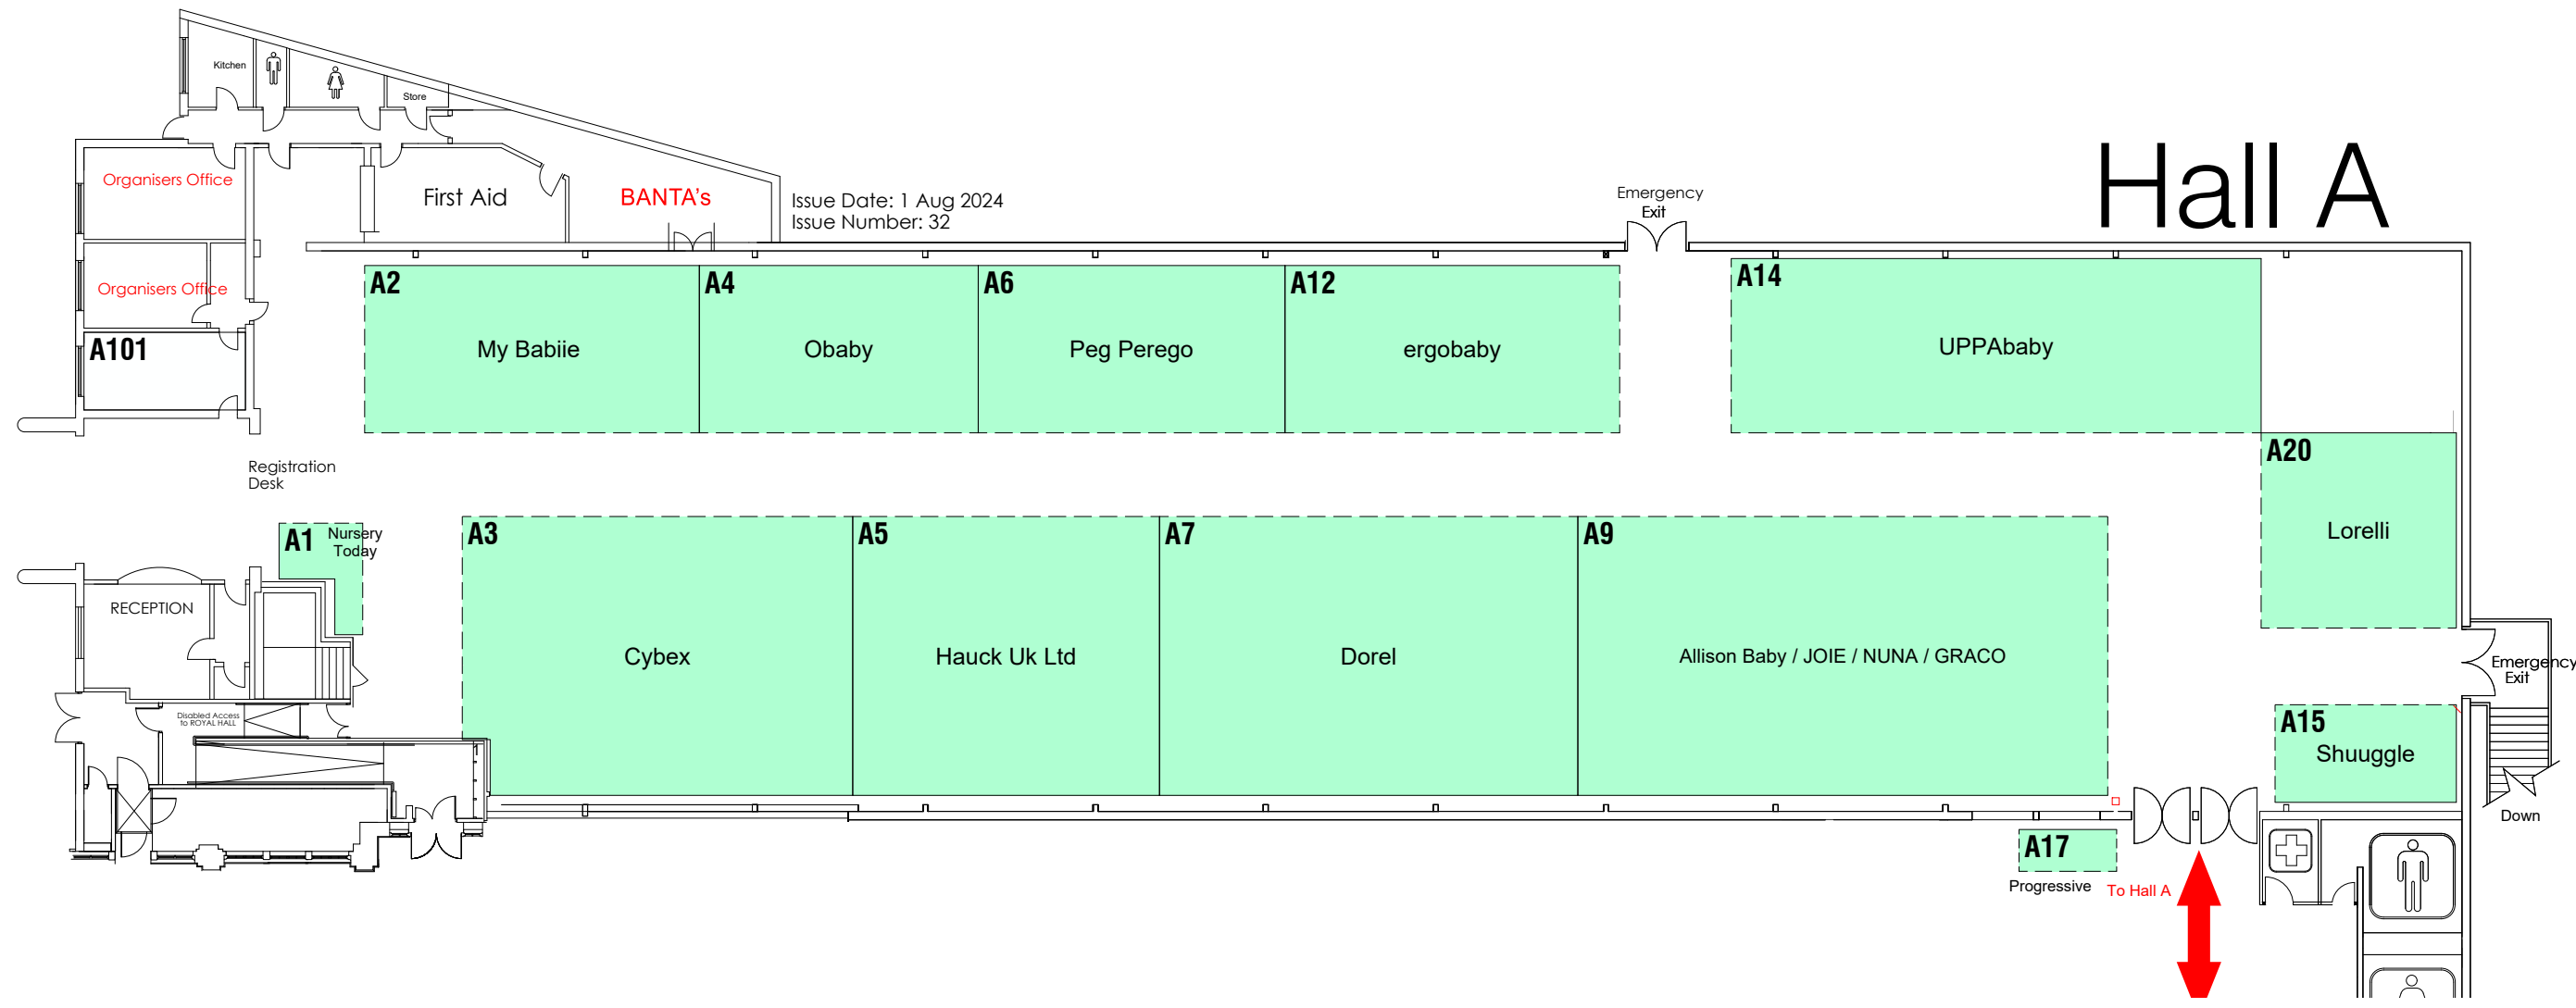 Kitchen
Store
Organisers Office
First Aid
BANTA's
Issue Date: 1 Aug 2024
Issue Number: 32
Emergency
Exit
Hall A
A2
My Babiie
A4
Obaby
A6
Peg Perego
A12
ergobaby
A14
UPPAbaby
Organisers Office
A101
A20
Lorelli
Registration
Desk
A1
Nursery
Today
A3
Cybex
A5
Hauck Uk Ltd
A7
Dorel
A9
Allison Baby / JOIE / NUNA / GRACO
RECEPTION
Emergency
Exit
Disabled Access
to ROYAL HALL
A15
Shuuggle
Down
A17
Progressive
To Hall A